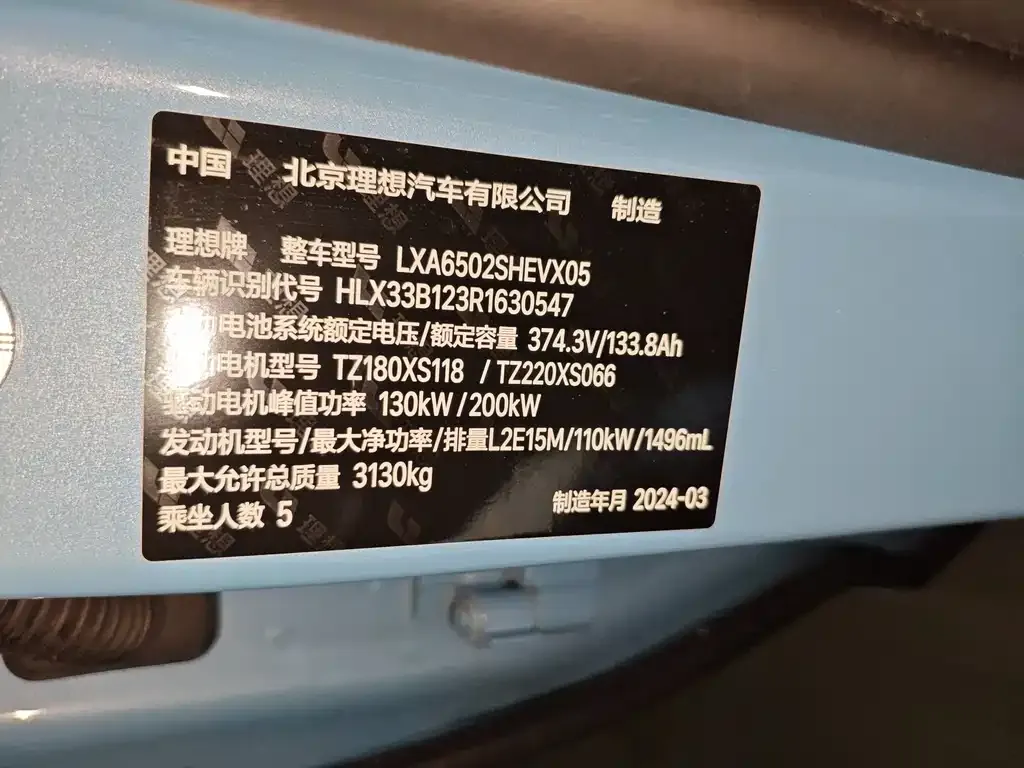 中国 北京理想汽车有限公司 制造
理想牌 整车型号 LXA6502SHEVX05
车辆识别代号 HLX33B123R1630547
电池系统额定电压/额定容量 374.3V/133.8Ah
电机型号 TZ180XS118 / TZ220XS066
驱动电机峰值功率 130kW / 200kW
发动机型号/最大净功率/排量L2E15M/110kW/1496mL
最大允许总质量 3130kg
乘坐人数 5 制造年月 2024-03